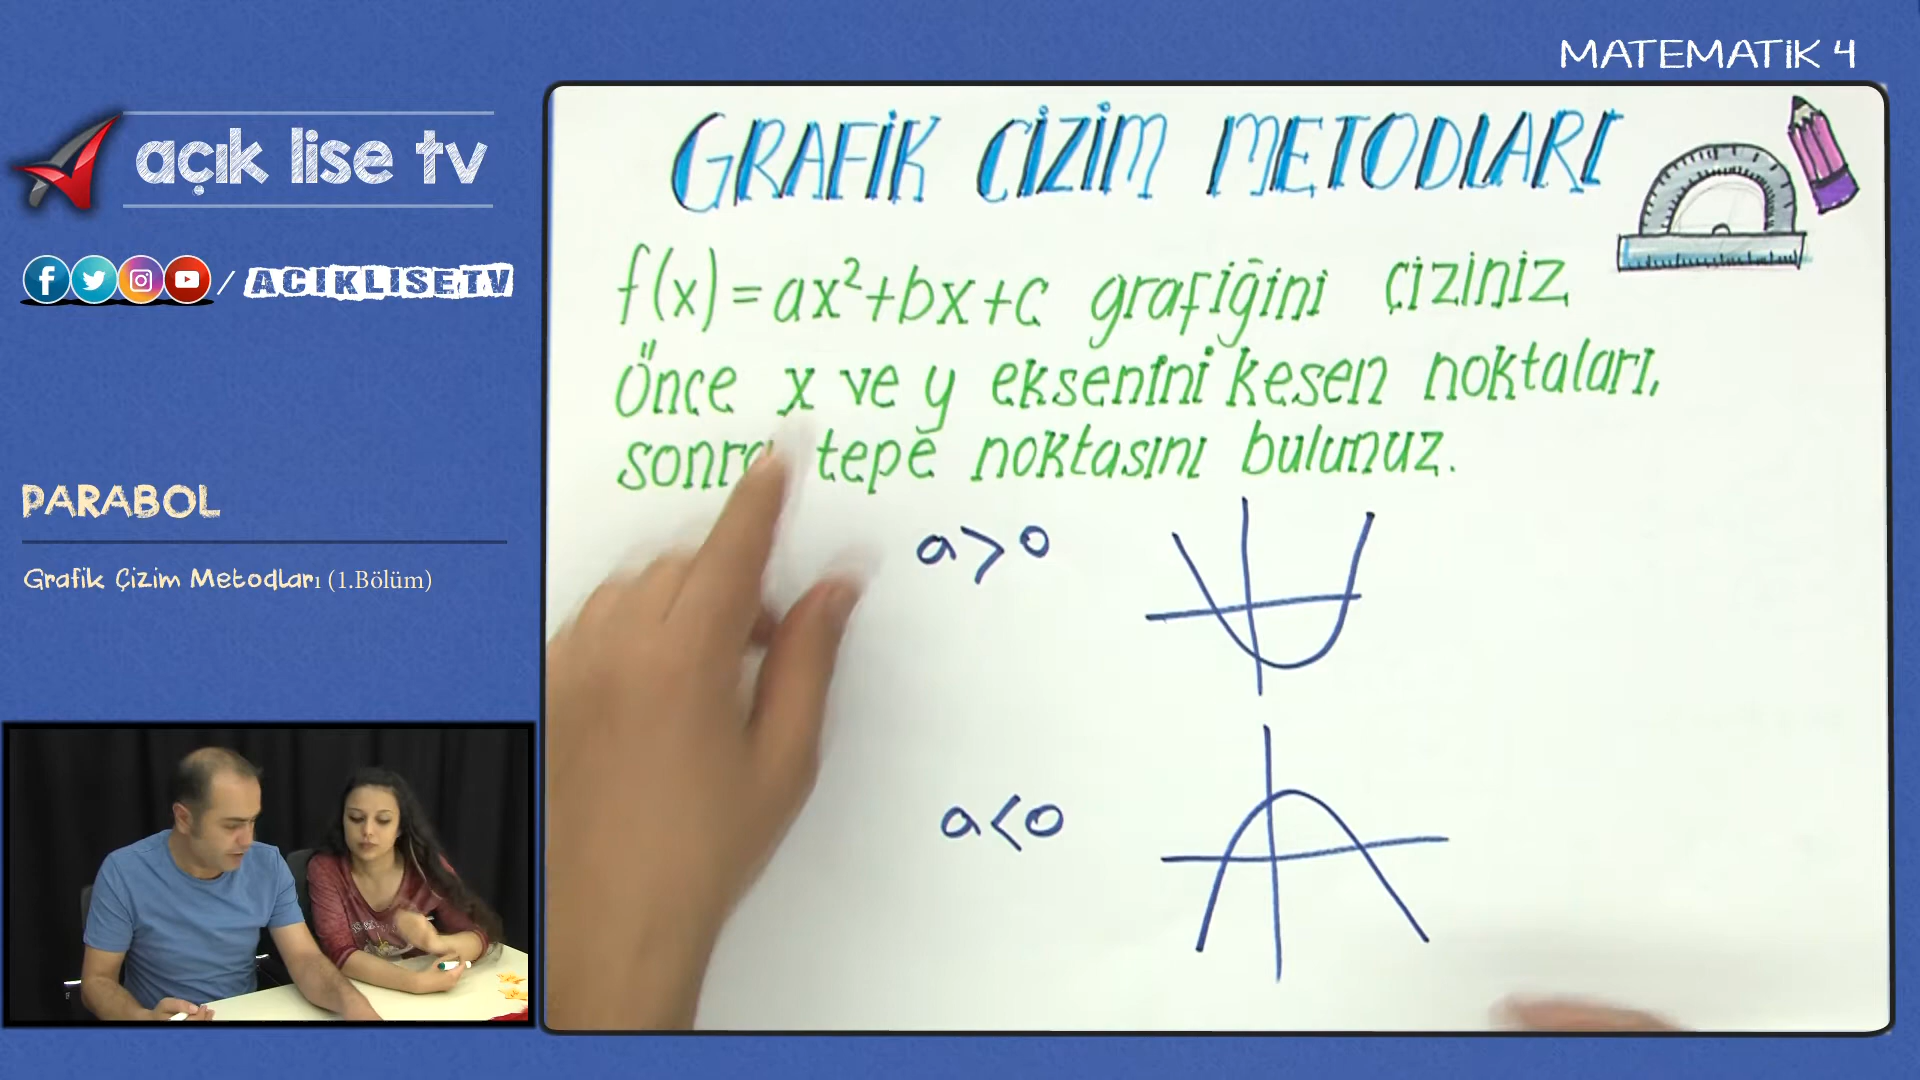 MATEMATİK 4
açık lise tv
/ ACIKLISETV
PARABOL
Grafik Çizim Metodları (1.Bölüm)
GRAFİK ÇİZİM METODLARI
f(x) = ax²+bx+c grafiğini çiziniz
Önce x ve y eksenini kesen noktaları,
sonra tepe noktasını bulunuz.
a>0
a<0